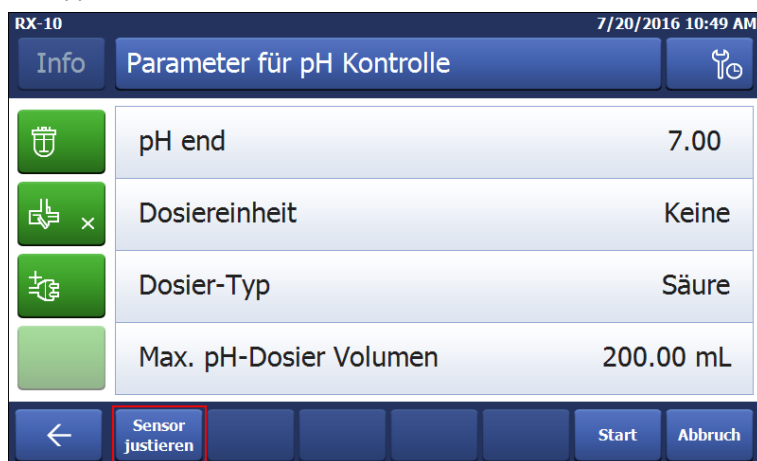 RX-10 7/20/2016 10:49 AM
Info Parameter für pH Kontrolle
pH end 7.00
Dosiereinheit Keine
Dosier-Typ Säure
Max. pH-Dosier Volumen 200.00 mL
Sensor
justieren
Start Abbruch